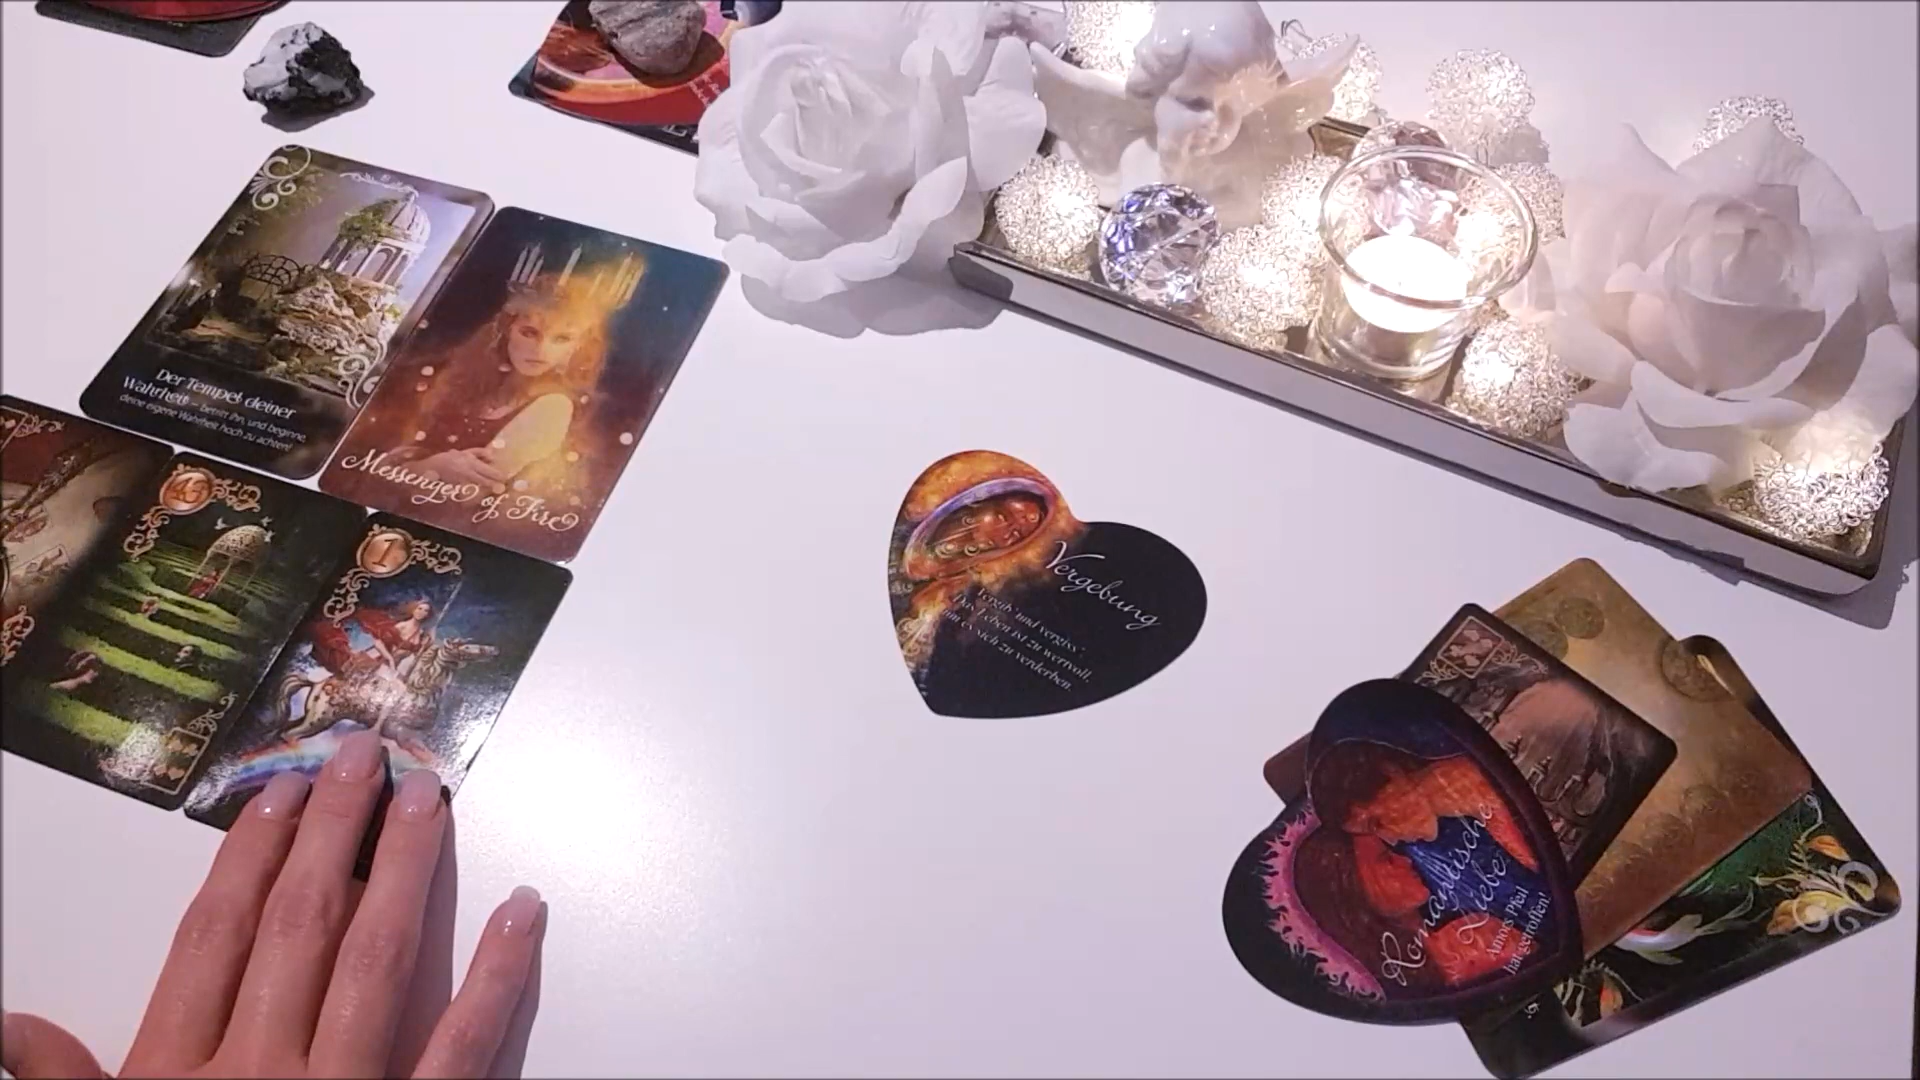 Der Tempel deiner
Wahrheit – betritt ihn, und beginne,
deine eigene Wahrheit hoch zu achten!
Messenger of Fire
45
1
Vergebung
Vergib' und vergiss'
Das Leben ist zu wertvoll,
um es sich zu verderben.
Romantische
Liebe
Amors Pfeil
hat getroffen!